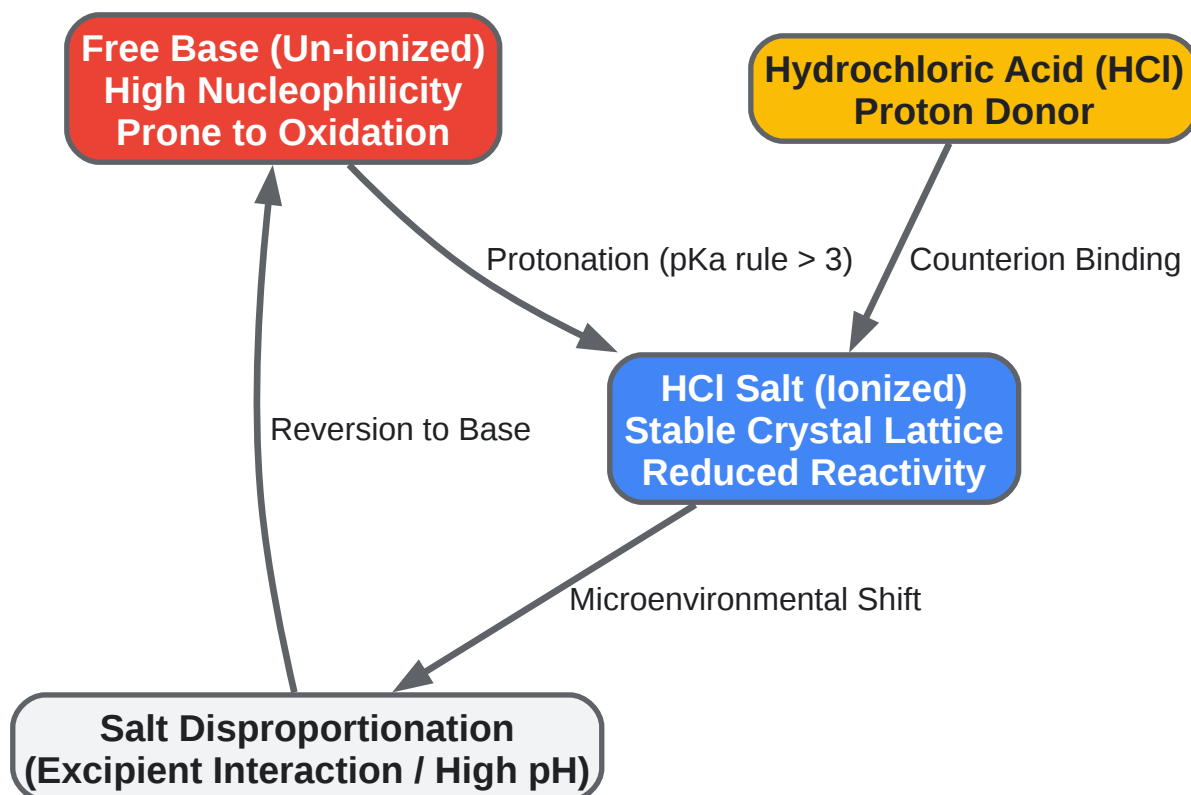 Free Base (Un-ionized)
High Nucleophilicity
Prone to Oxidation
Hydrochloric Acid (HCl)
Proton Donor
Protonation (pKa rule > 3)
Counterion Binding
HCl Salt (Ionized)
Stable Crystal Lattice
Reduced Reactivity
Reversion to Base
Microenvironmental Shift
Salt Disproportionation
(Excipient Interaction / High pH)